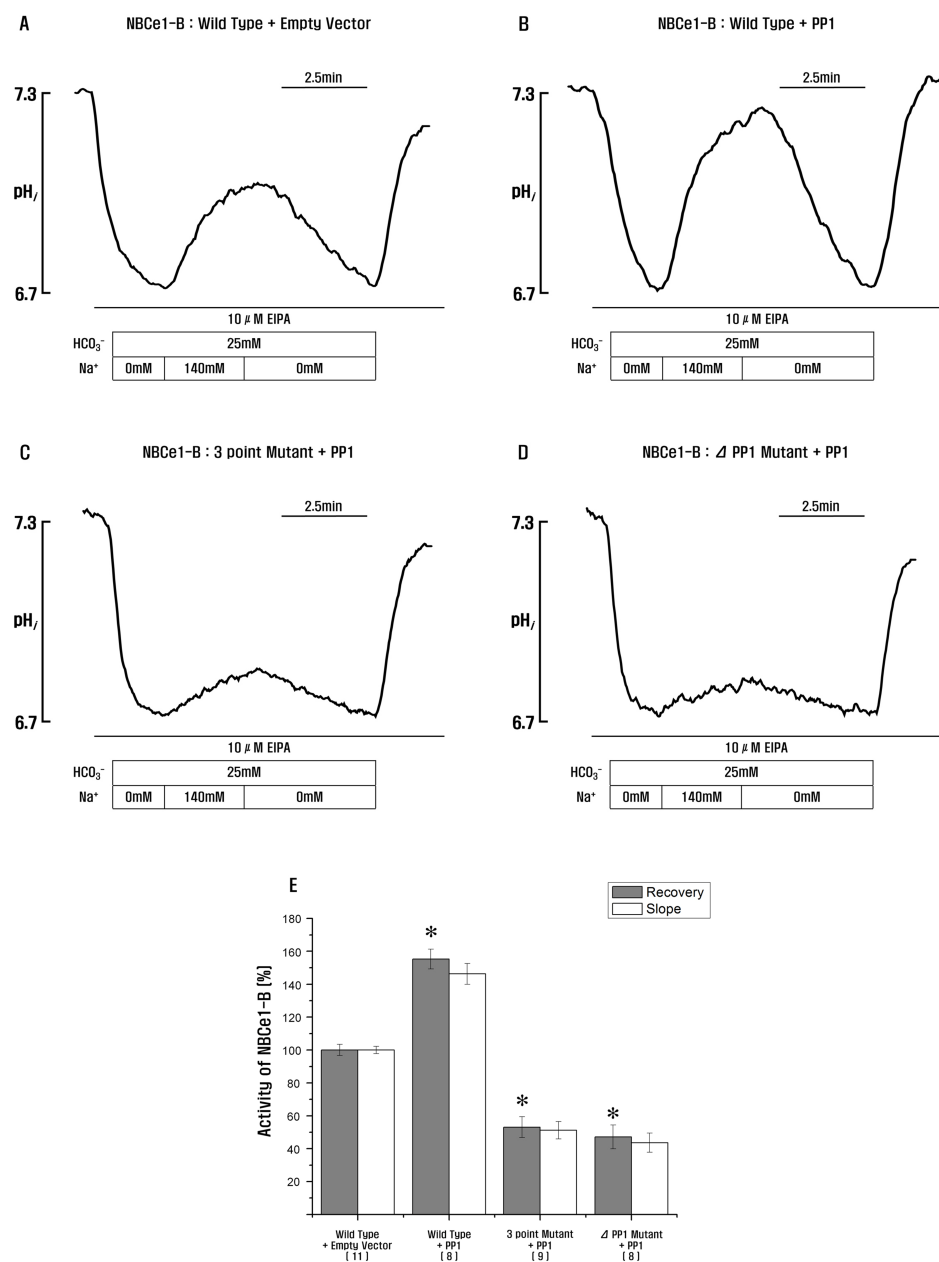 A
NBCe1-B : Wild Type + Empty Vector
2.5min
7.3
pHi
6.7
10 μ M EIPA
HCO3-
25mM
Na+
0mM
140mM
0mM
B
NBCe1-B : Wild Type + PP1
2.5min
7.3
pHi
6.7
10 μ M EIPA
HCO3-
25mM
Na+
0mM
140mM
0mM
C
NBCe1-B : 3 point Mutant + PP1
2.5min
7.3
pHi
6.7
10 μ M EIPA
HCO3-
25mM
Na+
0mM
140mM
0mM
D
NBCe1-B : Δ PP1 Mutant + PP1
2.5min
7.3
pHi
6.7
10 μ M EIPA
HCO3-
25mM
Na+
0mM
140mM
0mM
E
Recovery
Slope
Activity of NBCe1-B [%]
180
160
140
120
100
80
60
40
20
*
*
*
Wild Type
+ Empty Vector
[ 11 ]
Wild Type
+ PP1
[ 8 ]
3 point Mutant
+ PP1
[ 9 ]
Δ PP1 Mutant
+ PP1
[ 8 ]